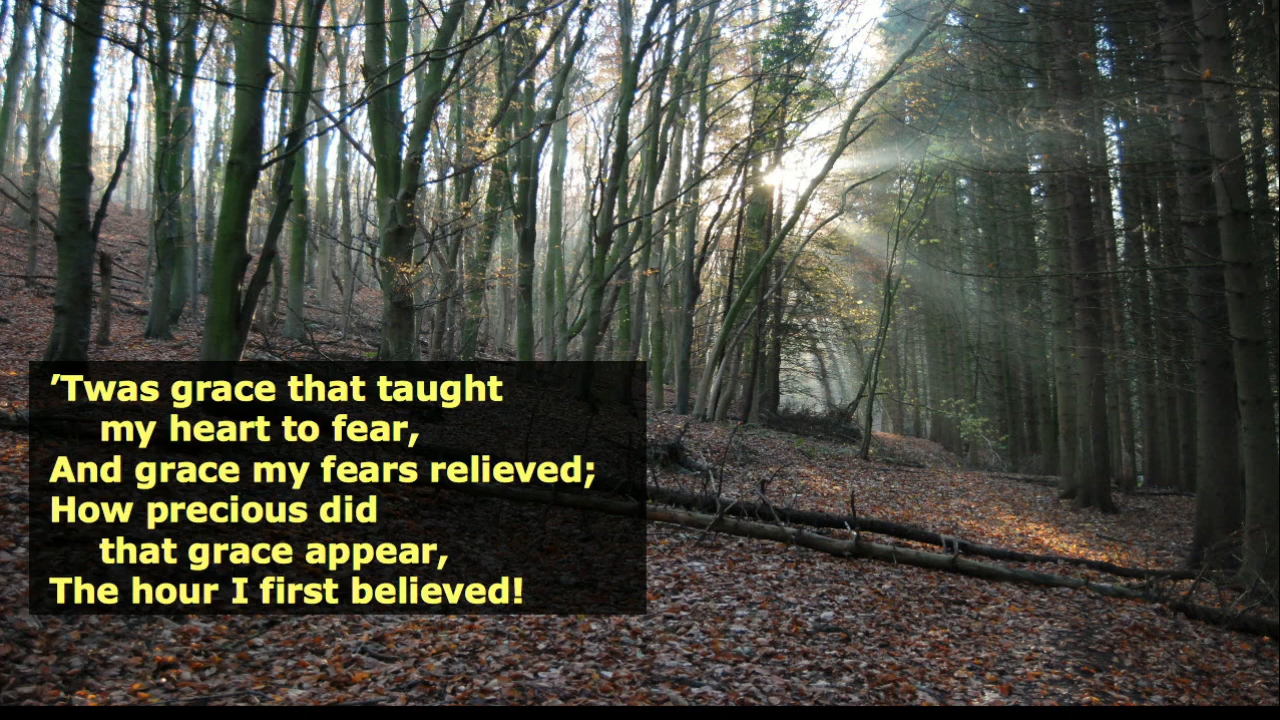 ’Twas grace that taught
my heart to fear,
And grace my fears relieved;
How precious did
that grace appear,
The hour I first believed!